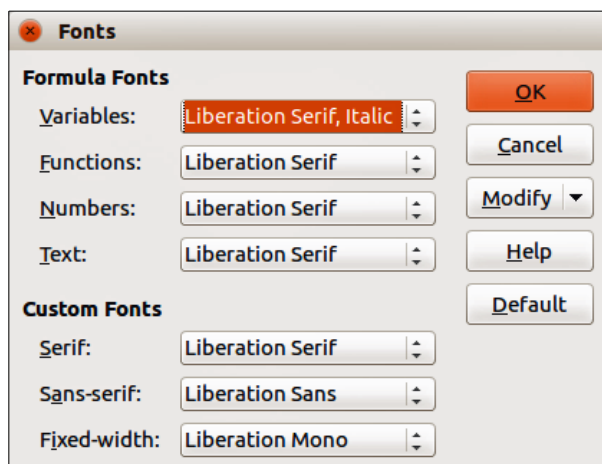 Fonts
Formula Fonts
Variables: Liberation Serif, Italic
Functions: Liberation Serif
Numbers: Liberation Serif
Text: Liberation Serif
Custom Fonts
Serif: Liberation Serif
Sans-serif: Liberation Sans
Fixed-width: Liberation Mono
OK
Cancel
Modify
Help
Default